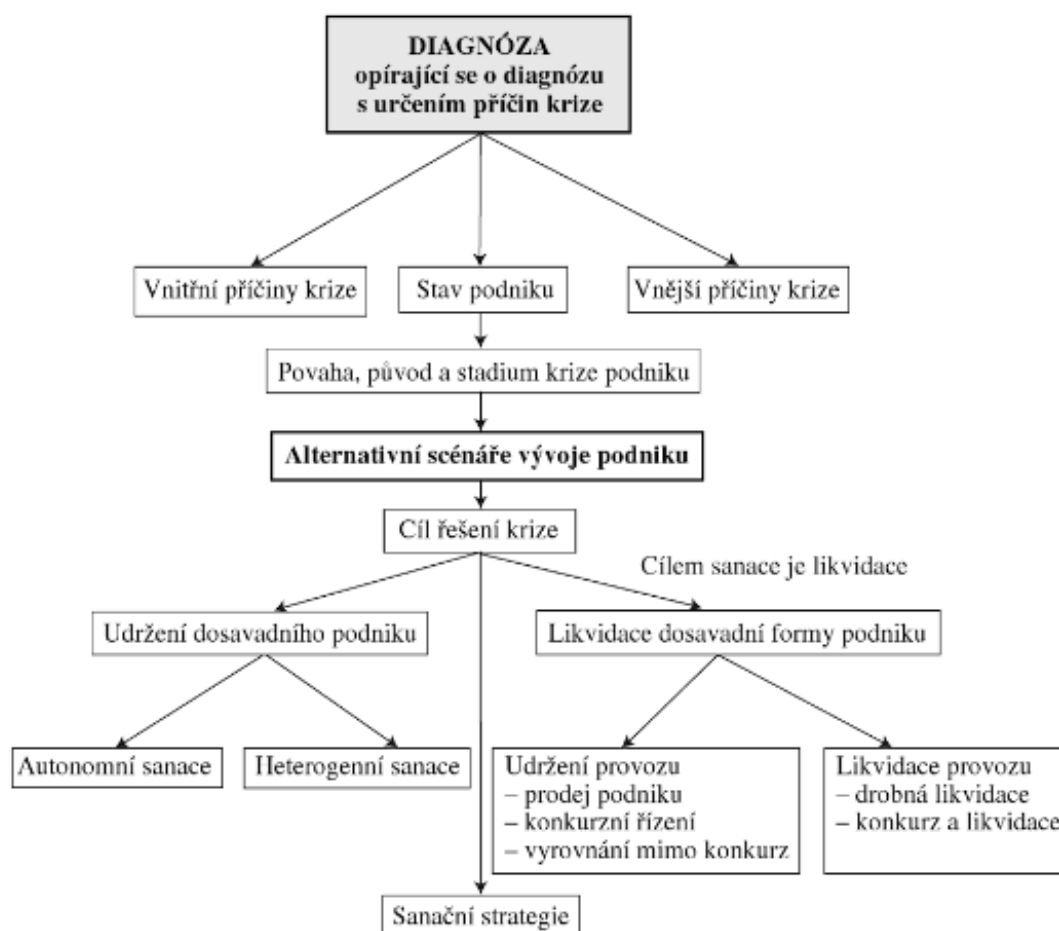 DIAGNÓZA
opírající se o diagnózu
s určením příčin krize
Vnitřní příčiny krize
Stav podniku
Vnější příčiny krize
Povaha, původ a stadium krize podniku
Alternativní scénáře vývoje podniku
Cíl řešení krize
Cílem sanace je likvidace
Udržení dosavadního podniku
Likvidace dosavadní formy podniku
Autonomní sanace
Heterogenní sanace
Udržení provozu
– prodej podniku
– konkurzní řízení
– vyrovnání mimo konkurz
Likvidace provozu
– drobná likvidace
– konkurz a likvidace
Sanační strategie